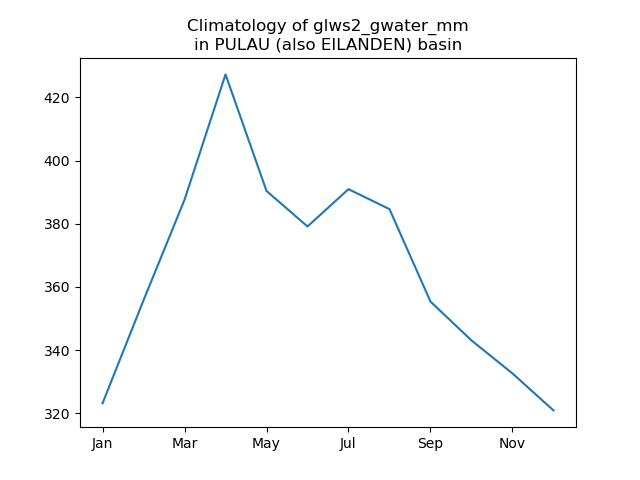 Climatology of glws2_gwater_mm
in PULAU (also EILANDEN) basin
420
400
380
360
340
320
Jan Mar May Jul Sep Nov